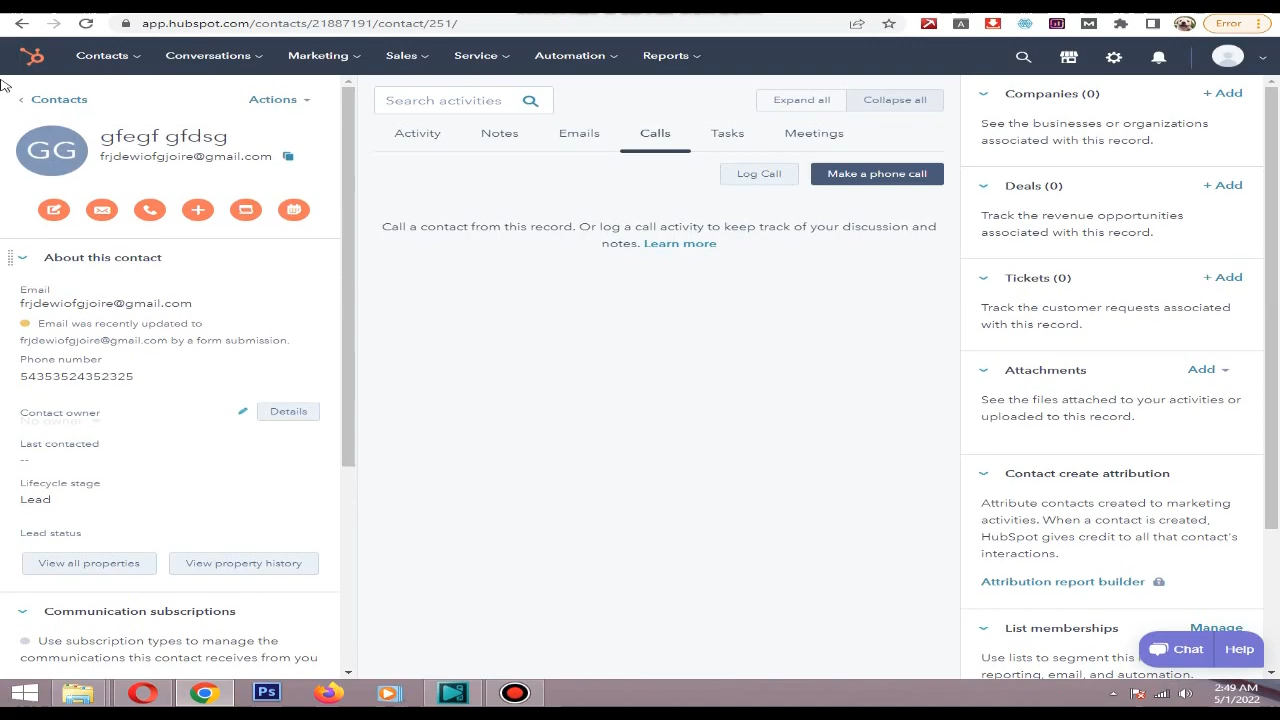 app.hubspot.com/contacts/21887191/contact/251/
Error
Contacts
Conversations
Marketing
Sales
Service
Automation
Reports
Contacts
Actions
GG
gfegf gfdsg
frjdewiofgjoire@gmail.com
About this contact
Email
frjdewiofgjoire@gmail.com
Email was recently updated to
frjdewiofgjoire@gmail.com by a form submission.
Phone number
54353524352325
Contact owner
No owner
Details
Last contacted
--
Lifecycle stage
Lead
Lead status
View all properties
View property history
Communication subscriptions
Use subscription types to manage the
communications this contact receives from you
Search activities
Expand all
Collapse all
Activity
Notes
Emails
Calls
Tasks
Meetings
Log Call
Make a phone call
Call a contact from this record. Or log a call activity to keep track of your discussion and
notes. Learn more
Companies (0)
+ Add
See the businesses or organizations
associated with this record.
Deals (0)
+ Add
Track the revenue opportunities
associated with this record.
Tickets (0)
+ Add
Track the customer requests associated
with this record.
Attachments
Add
See the files attached to your activities or
uploaded to this record.
Contact create attribution
Attribute contacts created to marketing
activities. When a contact is created,
HubSpot gives credit to all that contact's
interactions.
Attribution report builder
List memberships
Manage
Use lists to segment this
reporting, email, and automation.
Chat
Help
Ps
2:49 AM
5/1/2022